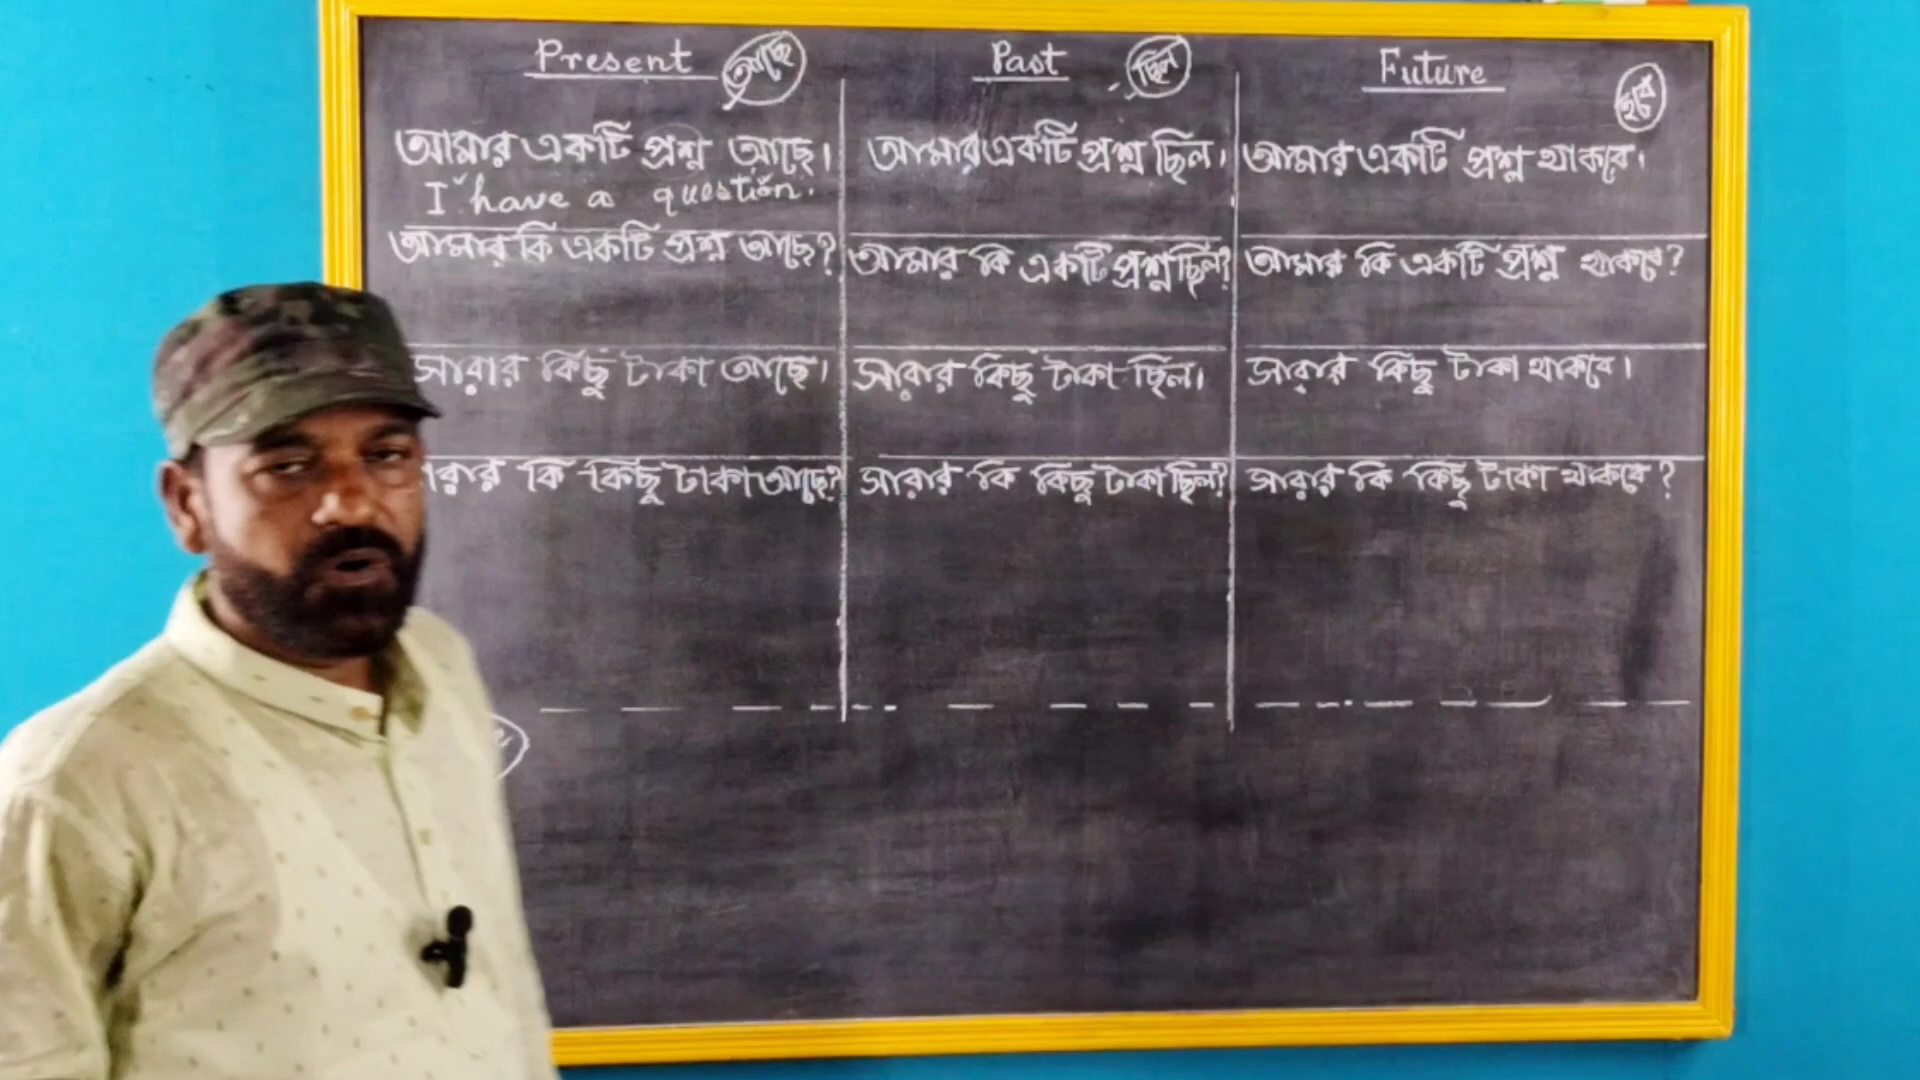 Present আছে Past ছিল Future হবে
আমার একটি প্রশ্ন আছে। আমার একটি প্রশ্ন ছিল। আমার একটি প্রশ্ন থাকবে।
I have a question.
আমার কি একটি প্রশ্ন আছে? আমার কি একটি প্রশ্ন ছিল? আমার কি একটি প্রশ্ন থাকবে?
সারার কিছু টাকা আছে। সারার কিছু টাকা ছিল। সারার কিছু টাকা থাকবে।
কি কিছু টাকা আছে? সারার কি কিছু টাকা ছিল? সারার কি কিছু টাকা থাকবে?